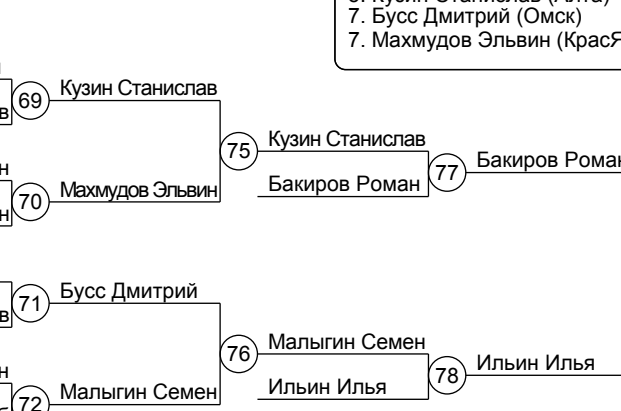 7. Бусс Дмитрий (Омск)
7. Махмудов Эльвин
69
Кузин Станислав
75
Кузин Станислав
77
Бакиров Роман
70
Махмудов Эльвин
Бакиров Роман
71
Бусс Дмитрий
76
Малыгин Семен
78
Ильин Илья
72
Малыгин Семен
Ильин Илья